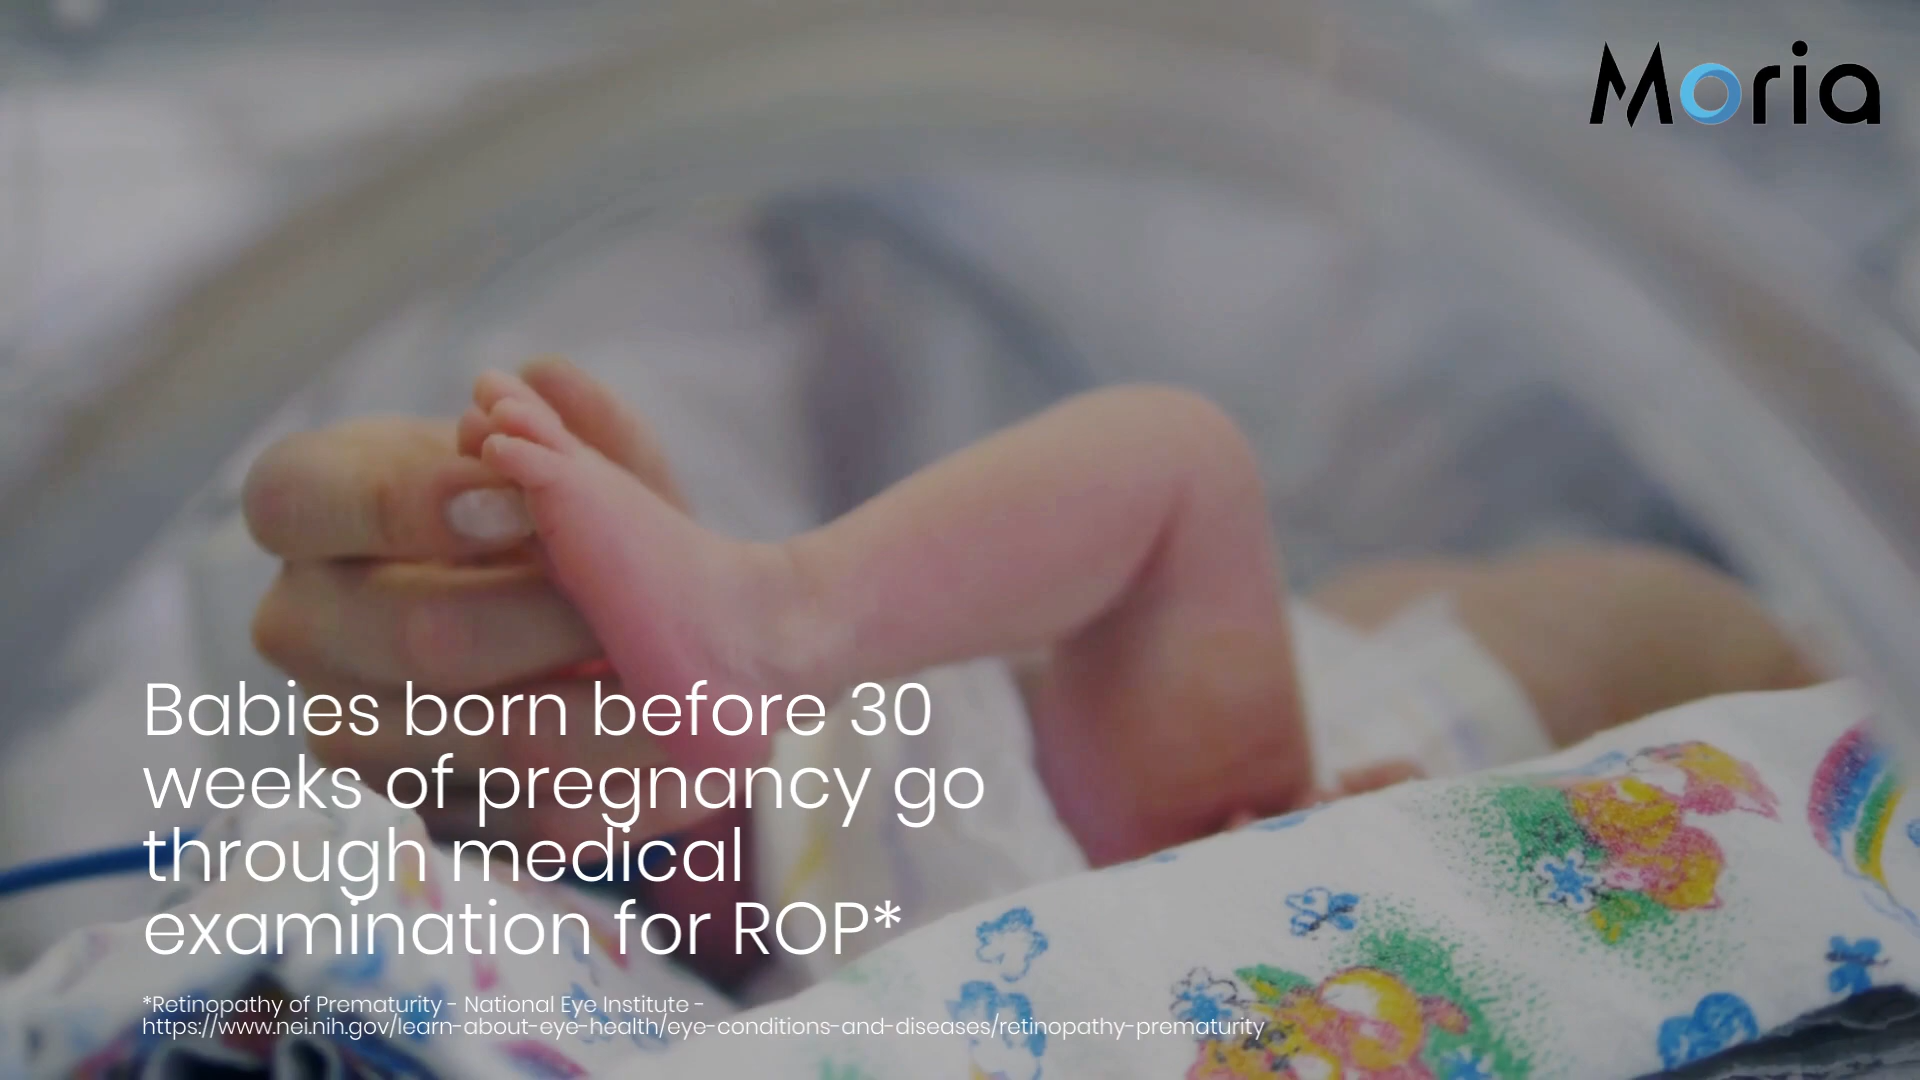 Moria
Babies born before 30
weeks of pregnancy go
through medical
examination for ROP*
*Retinopathy of Prematurity - National Eye Institute -
https://www.nei.nih.gov/learn-about-eye-health/eye-conditions-and-diseases/retinopathy-prematurity